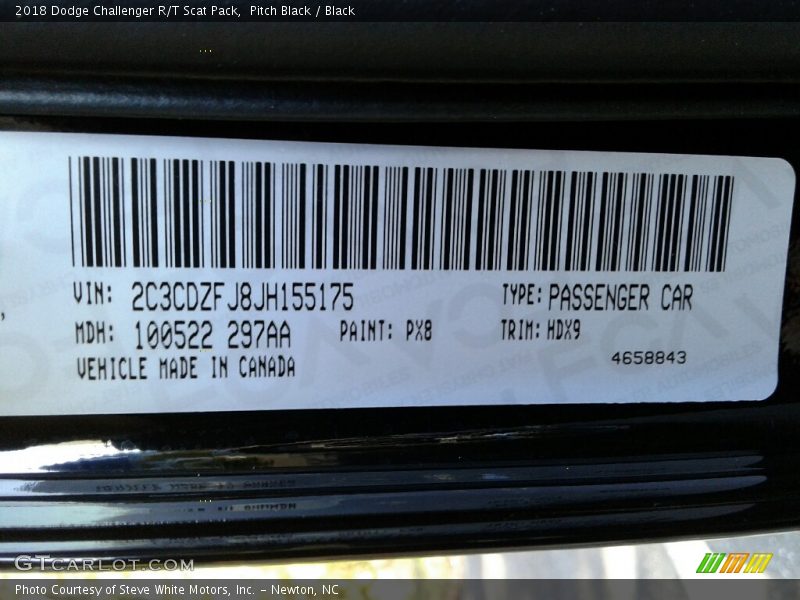 2018 Dodge Challenger R/T Scat Pack,  Pitch Black / Black
VIN: 2C3CDZFJ8JH155175 TYPE: PASSENGER CAR
MDH: 100522 297AA PAINT: PX8 TRIM: HDX9
VEHICLE MADE IN CANADA 4658843
GTCARLOT.COM
Photo Courtesy of Steve White Motors, Inc. – Newton, NC